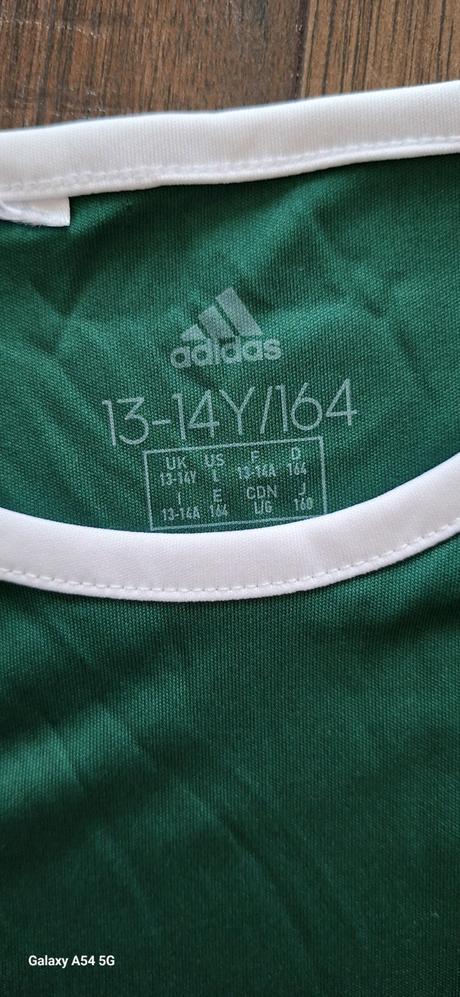 adidas
13-14Y/164
UK US F D
13-14Y L 13-14A 164
I E CDN J
13-14A 164 L/G 160
Galaxy A54 5G